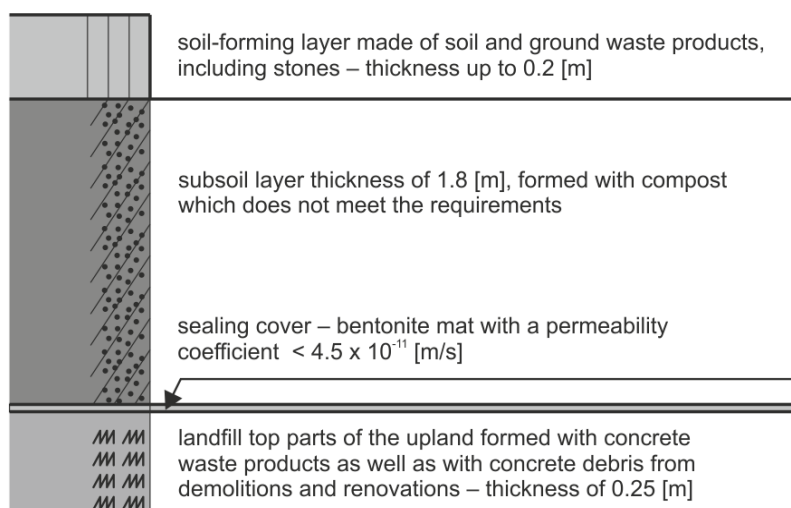 soil-forming layer made of soil and ground waste products,
including stones – thickness up to 0.2 [m]
subsoil layer thickness of 1.8 [m], formed with compost
which does not meet the requirements
sealing cover – bentonite mat with a permeability
coefficient < 4.5 x 10⁻¹¹ [m/s]
landfill top parts of the upland formed with concrete
waste products as well as with concrete debris from
demolitions and renovations – thickness of 0.25 [m]